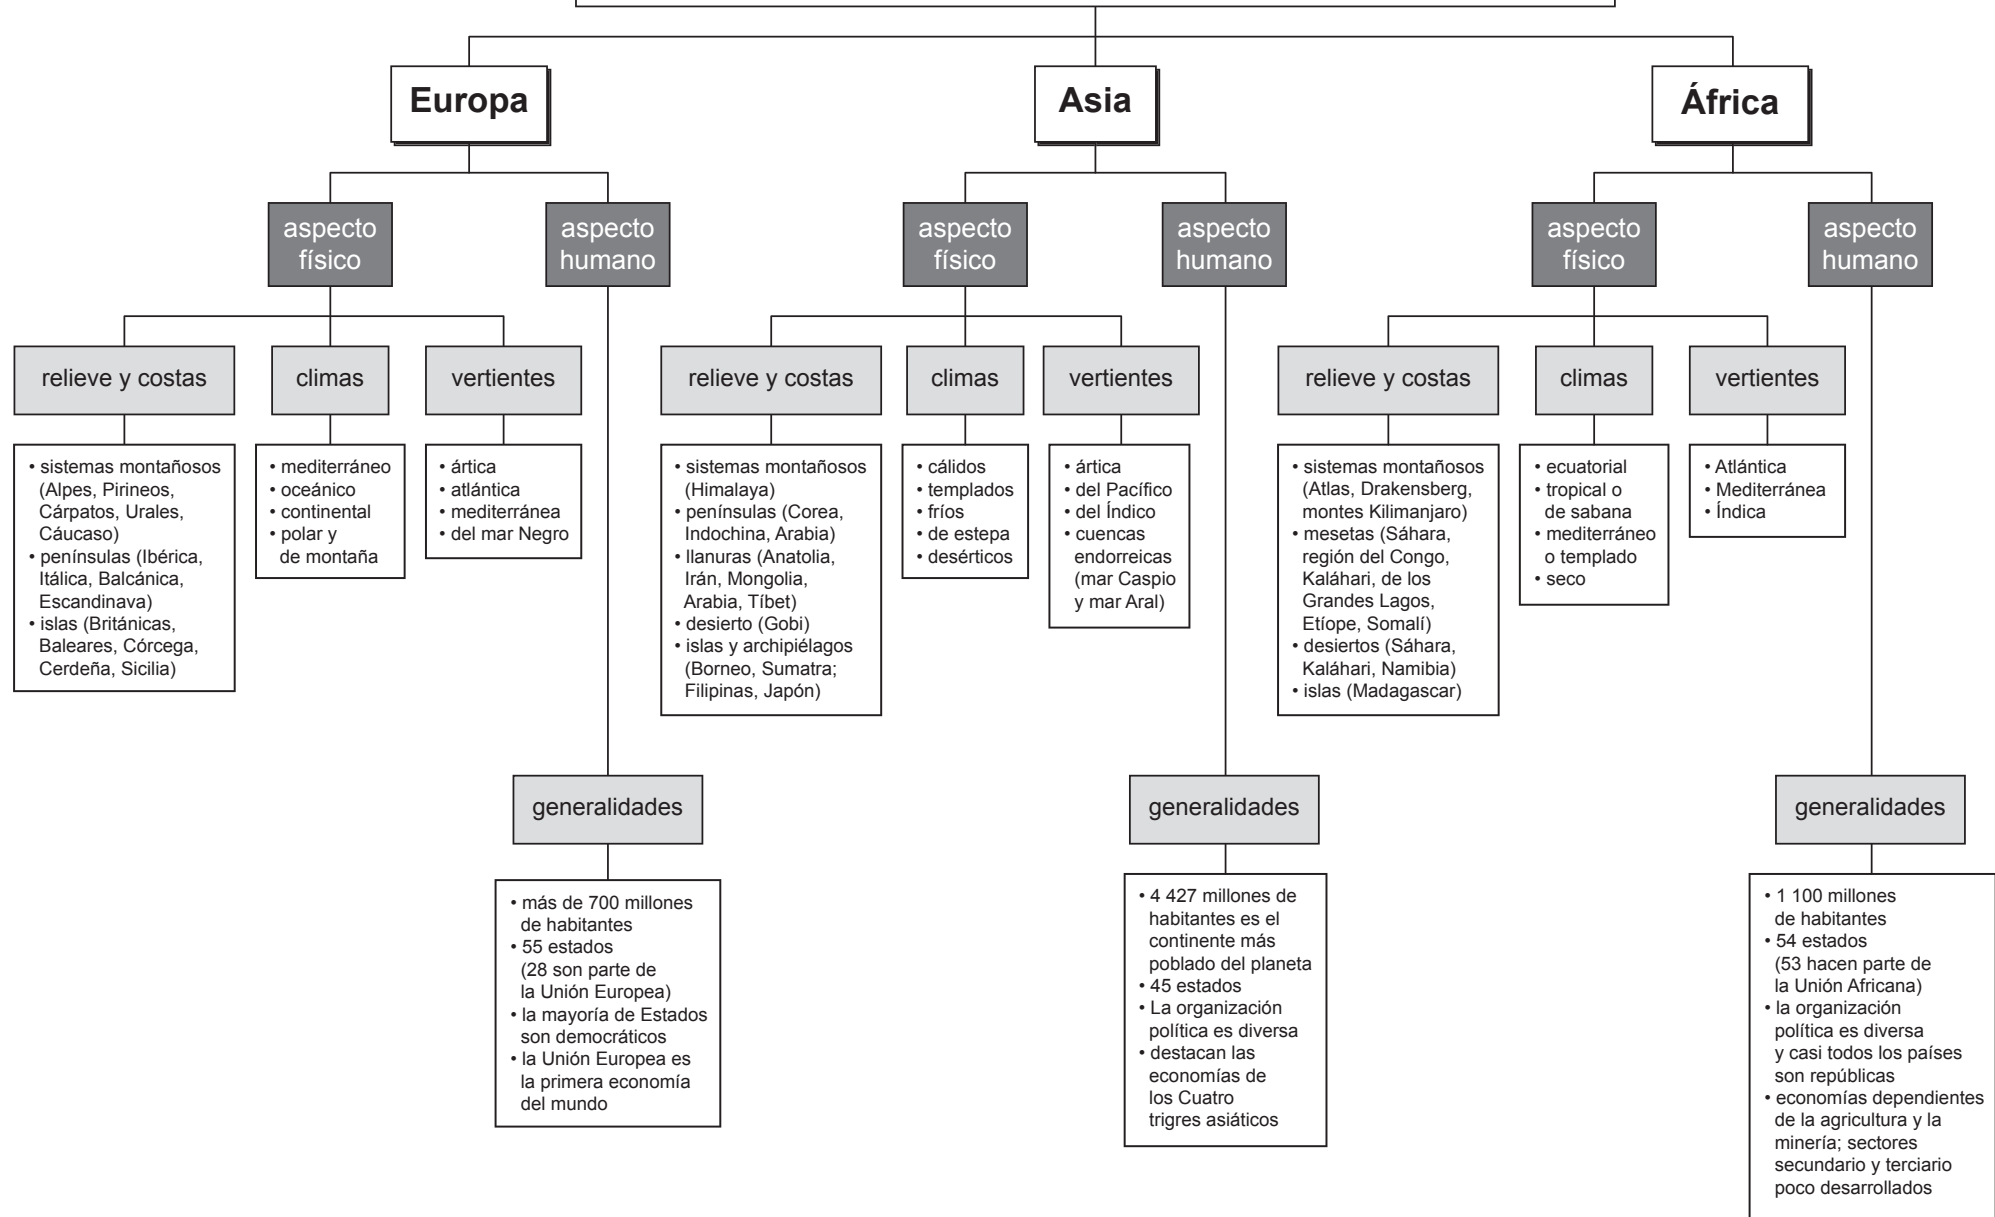 Europa
Asia
África
aspecto
físico
aspecto
humano
aspecto
físico
aspecto
humano
aspecto
físico
aspecto
humano
relieve y costas
climas
vertientes
relieve y costas
climas
vertientes
relieve y costas
climas
vertientes
• sistemas montañosos
(Alpes, Pirineos,
Cárpatos, Urales,
Cáucaso)
• penínsulas (Ibérica,
Itálica, Balcánica,
Escandinava)
• islas (Británicas,
Baleares, Córcega,
Cerdeña, Sicilia)
• mediterráneo
• oceánico
• continental
• polar y
de montaña
• ártica
• atlántica
• mediterránea
• del mar Negro
• sistemas montañosos
(Himalaya)
• penínsulas (Corea,
Indochina, Arabia)
• llanuras (Anatolia,
Irán, Mongolia,
Arabia, Tíbet)
• desierto (Gobi)
• islas y archipiélagos
(Borneo, Sumatra;
Filipinas, Japón)
• cálidos
• templados
• fríos
• de estepa
• desérticos
• ártica
• del Pacífico
• del Índico
• cuencas
endorreicas
(mar Caspio
y mar Aral)
• sistemas montañosos
(Atlas, Drakensberg,
montes Kilimanjaro)
• mesetas (Sáhara,
región del Congo,
Kaláhari, de los
Grandes Lagos,
Etíope, Somalí)
• desiertos (Sáhara,
Kaláhari, Namibia)
• islas (Madagascar)
• ecuatorial
• tropical o
de sabana
• mediterráneo
o templado
• seco
• Atlántica
• Mediterránea
• Índica
generalidades
generalidades
generalidades
• más de 700 millones
de habitantes
• 55 estados
(28 son parte de
la Unión Europea)
• la mayoría de Estados
son democráticos
• la Unión Europea es
la primera economía
del mundo
• 4 427 millones de
habitantes es el
continente más
poblado del planeta
• 45 estados
• La organización
política es diversa
• destacan las
economías de
los Cuatro
trigres asiáticos
• 1 100 millones
de habitantes
• 54 estados
(53 hacen parte de
la Unión Africana)
• la organización
política es diversa
y casi todos los países
son repúblicas
• economías dependientes
de la agricultura y la
minería; sectores
secundario y terciario
poco desarrollados